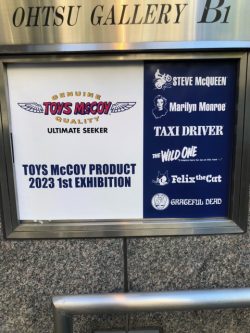 OHTSU GALLERY B1
GENUINE
TOYS McCOY
QUALITY
ULTIMATE SEEKER
TOYS McCOY PRODUCT
2023 1st EXHIBITION
STEVE McQUEEN
Marilyn Monroe
TAXI DRIVER
THE WILD ONE
Felix the Cat
GRATEFUL DEAD